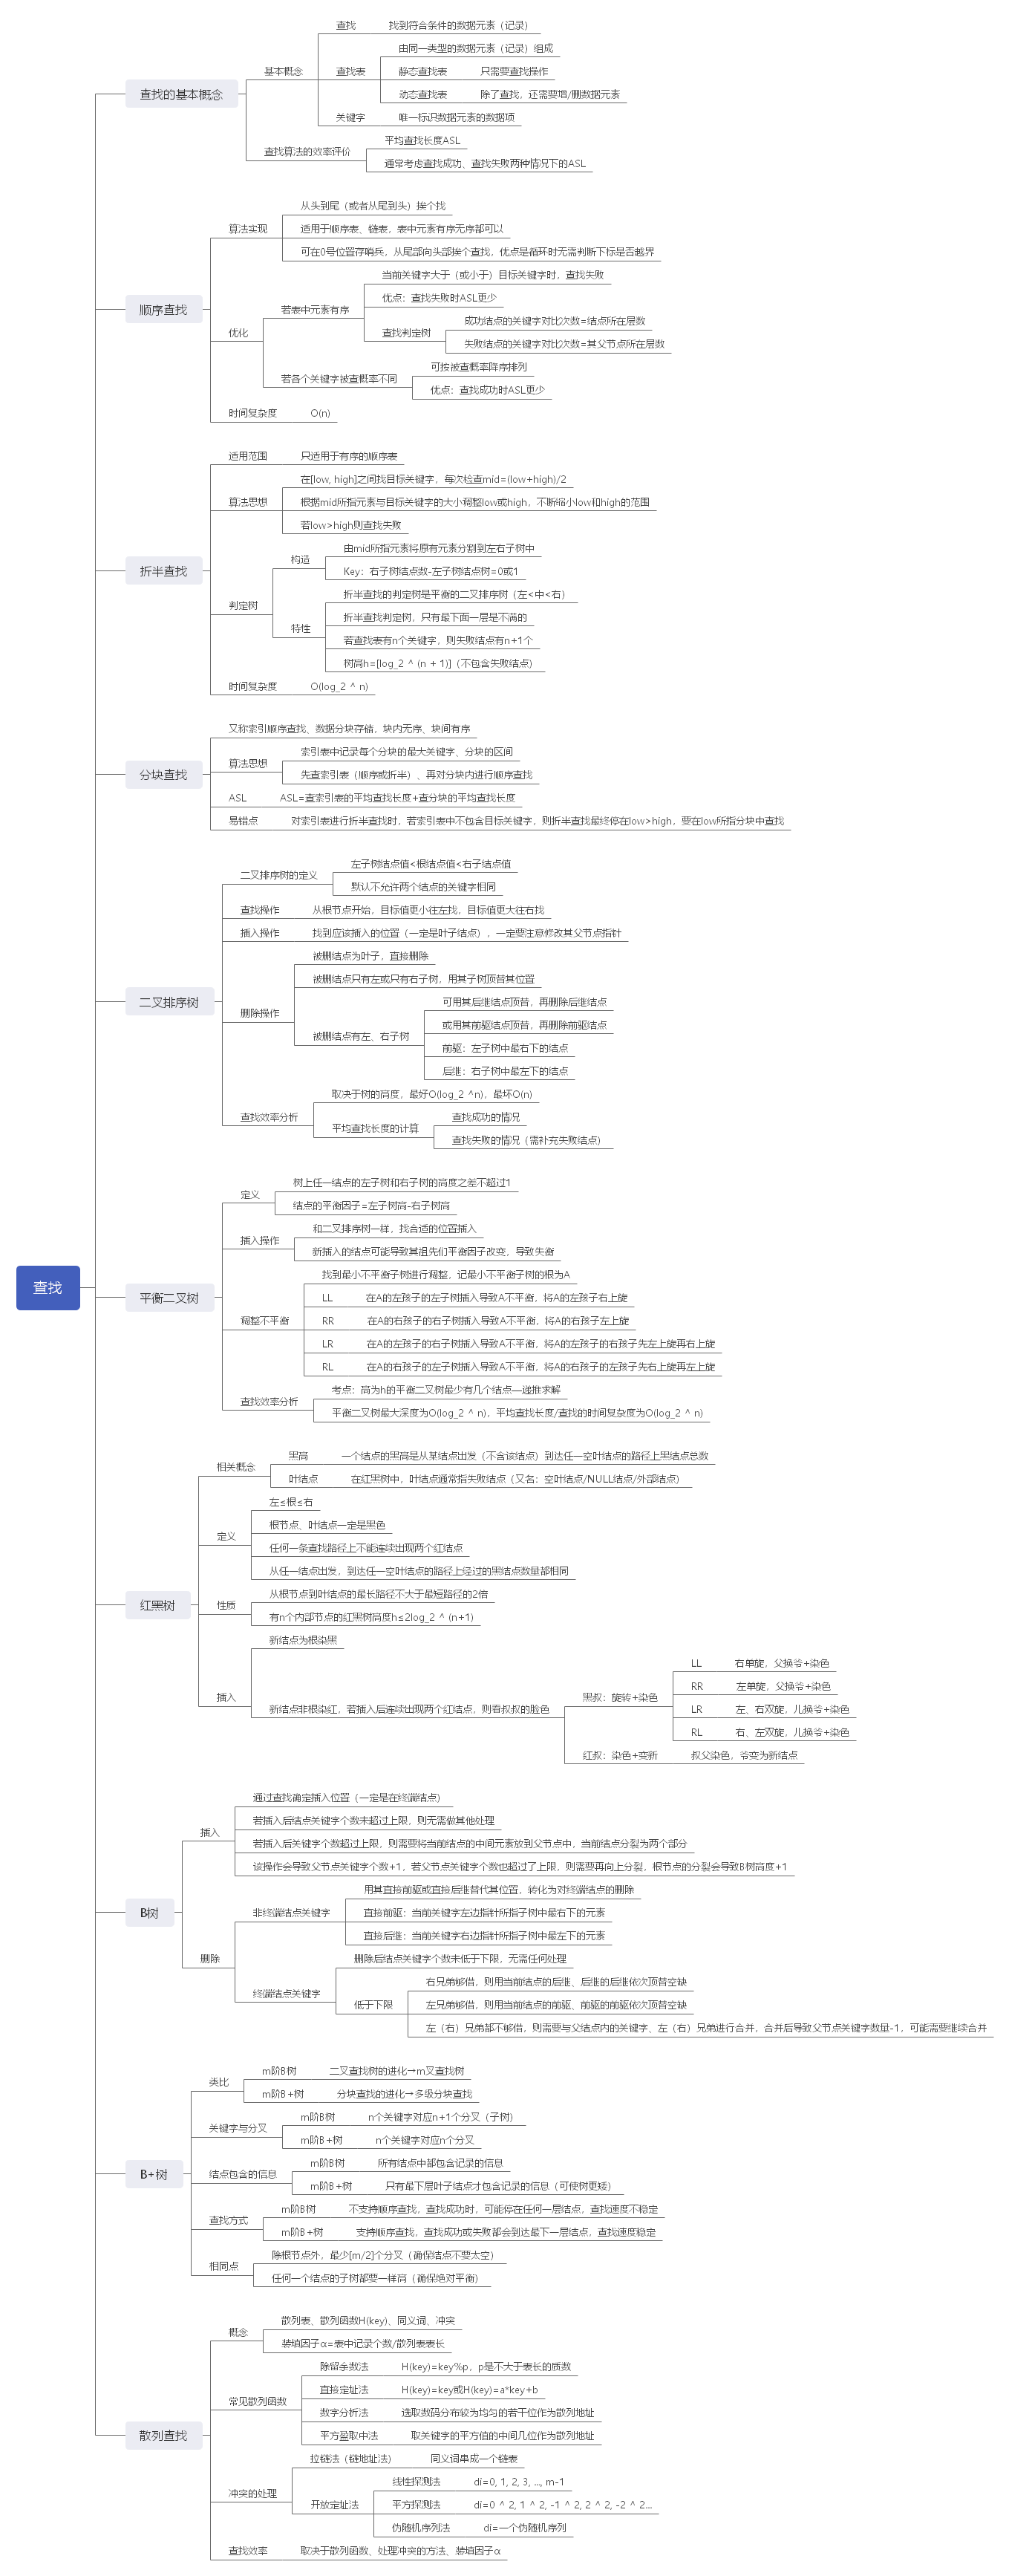 查找
查找的基本概念
基本概念
查找
找到符合条件的数据元素（记录）
查找表
由同一类型的数据元素（记录）组成
静态查找表
只需要查找操作
动态查找表
除了查找，还需要增/删数据元素
关键字
唯一标识数据元素的数据项
查找算法的效率评价
平均查找长度ASL
通常考虑查找成功、查找失败两种情况下的ASL
顺序查找
算法实现
从头到尾（或者从尾到头）挨个找
适用于顺序表、链表，表中元素有序无序都可以
可在0号位置存哨兵，从尾部向头部挨个查找，优点是循环时无需判断下标是否越界
优化
若表中元素有序
当前关键字大于（或小于）目标关键字时，查找失败
优点：查找失败时ASL更少
查找判定树
成功结点的关键字对比次数=结点所在层数
失败结点的关键字对比次数=其父节点所在层数
若各个关键字被查概率不同
可按被查概率降序排列
优点：查找成功时ASL更少
时间复杂度
O(n)
折半查找
适用范围
只适用于有序的顺序表
算法思想
在[low, high]之间找目标关键字，每次检查mid=(low+high)/2
根据mid所指元素与目标关键字的大小调整low或high，不断缩小low和high的范围
若low>high则查找失败
判定树
构造
由mid所指元素将原有元素分割到左右子树中
Key：右子树结点数-左子树结点树=0或1
特性
折半查找的判定树是平衡的二叉排序树（左<中<右）
折半查找判定树，只有最下面一层是不满的
若查找表有n个关键字，则失败结点有n+1个
树高h=[log_2 ^ (n + 1)]（不包含失败结点）
时间复杂度
O(log_2 ^ n)
分块查找
又称索引顺序查找、数据分块存储，块内无序、块间有序
算法思想
索引表中记录每个分块的最大关键字、分块的区间
先查索引表（顺序或折半）、再对分块内进行顺序查找
ASL
ASL=查索引表的平均查找长度+查分块的平均查找长度
易错点
对索引表进行折半查找时，若索引表中不包含目标关键字，则折半查找最终停在low>high，要在low所指分块中查找
二叉排序树
二叉排序树的定义
左子树结点值<根结点值<右子结点值
默认不允许两个结点的关键字相同
查找操作
从根节点开始，目标值更小往左找，目标值更大往右找
插入操作
找到应该插入的位置（一定是叶子结点），一定要注意修改其父节点指针
删除操作
被删结点为叶子，直接删除
被删结点只有左或只有右子树，用其子树顶替其位置
被删结点有左、右子树
可用其后继结点顶替，再删除后继结点
或用其前驱结点顶替，再删除前驱结点
前驱：左子树中最右下的结点
后继：右子树中最左下的结点
查找效率分析
取决于树的高度，最好O(log_2 ^n)，最坏O(n)
平均查找长度的计算
查找成功的情况
查找失败的情况（需补充失败结点）
平衡二叉树
定义
树上任一结点的左子树和右子树的高度之差不超过1
结点的平衡因子=左子树高-右子树高
插入操作
和二叉排序树一样，找合适的位置插入
新插入的结点可能导致其祖先们平衡因子改变，导致失衡
调整不平衡
找到最小不平衡子树进行调整，记最小不平衡子树的根为A
LL
在A的左孩子的左子树插入导致A不平衡，将A的左孩子右上旋
RR
在A的右孩子的右子树插入导致A不平衡，将A的右孩子左上旋
LR
在A的左孩子的右子树插入导致A不平衡，将A的左孩子的右孩子先左上旋再右上旋
RL
在A的右孩子的左子树插入导致A不平衡，将A的右孩子的左孩子先右上旋再左上旋
查找效率分析
考点：高为h的平衡二叉树最少有几个结点—递推求解
平衡二叉树最大深度为O(log_2 ^ n)，平均查找长度/查找的时间复杂度为O(log_2 ^ n)
红黑树
相关概念
黑高
一个结点的黑高是从某结点出发（不含该结点）到达任一空叶结点的路径上黑结点总数
叶结点
在红黑树中，叶结点通常指失败结点（又名：空叶结点/NULL结点/外部结点）
定义
左≤根≤右
根节点、叶结点一定是黑色
任何一条查找路径上不能连续出现两个红结点
从任一结点出发，到达任一空叶结点的路径上经过的黑结点数量都相同
性质
从根节点到叶结点的最长路径不大于最短路径的2倍
有n个内部节点的红黑树高度h≤2log_2 ^ (n+1)
插入
新结点为根染黑
新结点非根染红，若插入后连续出现两个红结点，则看叔叔的脸色
黑叔：旋转+染色
LL
右单旋，父换爷+染色
RR
左单旋，父换爷+染色
LR
左、右双旋，儿换爷+染色
RL
右、左双旋，儿换爷+染色
红叔：染色+变新
叔父染色，爷变为新结点
B树
插入
通过查找确定插入位置（一定是在终端结点）
若插入后结点关键字个数未超过上限，则无需做其他处理
若插入后关键字个数超过上限，则需要将当前结点的中间元素放到父节点中，当前结点分裂为两个部分
该操作会导致父节点关键字个数+1，若父节点关键字个数也超过了上限，则需要再向上分裂，根节点的分裂会导致B树高度+1
删除
非终端结点关键字
用其直接前驱或直接后继替代其位置，转化为对终端结点的删除
直接前驱：当前关键字左边指针所指子树中最右下的元素
直接后继：当前关键字右边指针所指子树中最左下的元素
终端结点关键字
删除后结点关键字个数未低于下限，无需任何处理
低于下限
右兄弟够借，则用当前结点的后继、后继的后继依次顶替空缺
左兄弟够借，则用当前结点的前驱、前驱的前驱依次顶替空缺
左（右）兄弟都不够借，则需要与父结点内的关键字、左（右）兄弟进行合并，合并后导致父节点关键字数量-1，可能需要继续合并
B+树
类比
m阶B树
二叉查找树的进化→m叉查找树
m阶B+树
分块查找的进化→多级分块查找
关键字与分叉
m阶B树
n个关键字对应n+1个分叉（子树）
m阶B+树
n个关键字对应n个分叉
结点包含的信息
m阶B树
所有结点中都包含记录的信息
m阶B+树
只有最下层叶子结点才包含记录的信息（可使树更矮）
查找方式
m阶B树
不支持顺序查找，查找成功时，可能停在任何一层结点，查找速度不稳定
m阶B+树
支持顺序查找，查找成功或失败都会到达最下一层结点，查找速度稳定
相同点
除根节点外，最少[m/2]个分叉（确保结点不要太空）
任何一个结点的子树都要一样高（确保绝对平衡）
散列查找
概念
散列表、散列函数H(key)、同义词、冲突
装填因子α=表中记录个数/散列表表长
常见散列函数
除留余数法
H(key)=key%p，p是不大于表长的质数
直接定址法
H(key)=key或H(key)=a*key+b
数字分析法
选取数码分布较为均匀的若干位作为散列地址
平方盈取中法
取关键字的平方值的中间几位作为散列地址
冲突的处理
拉链法（链地址法）
同义词串成一个链表
开放定址法
线性探测法
di=0, 1, 2, 3, ..., m-1
平方探测法
di=0 ^ 2, 1 ^ 2, -1 ^ 2, 2 ^ 2, -2 ^ 2...
伪随机序列法
di=一个伪随机序列
查找效率
取决于散列函数、处理冲突的方法、装填因子α